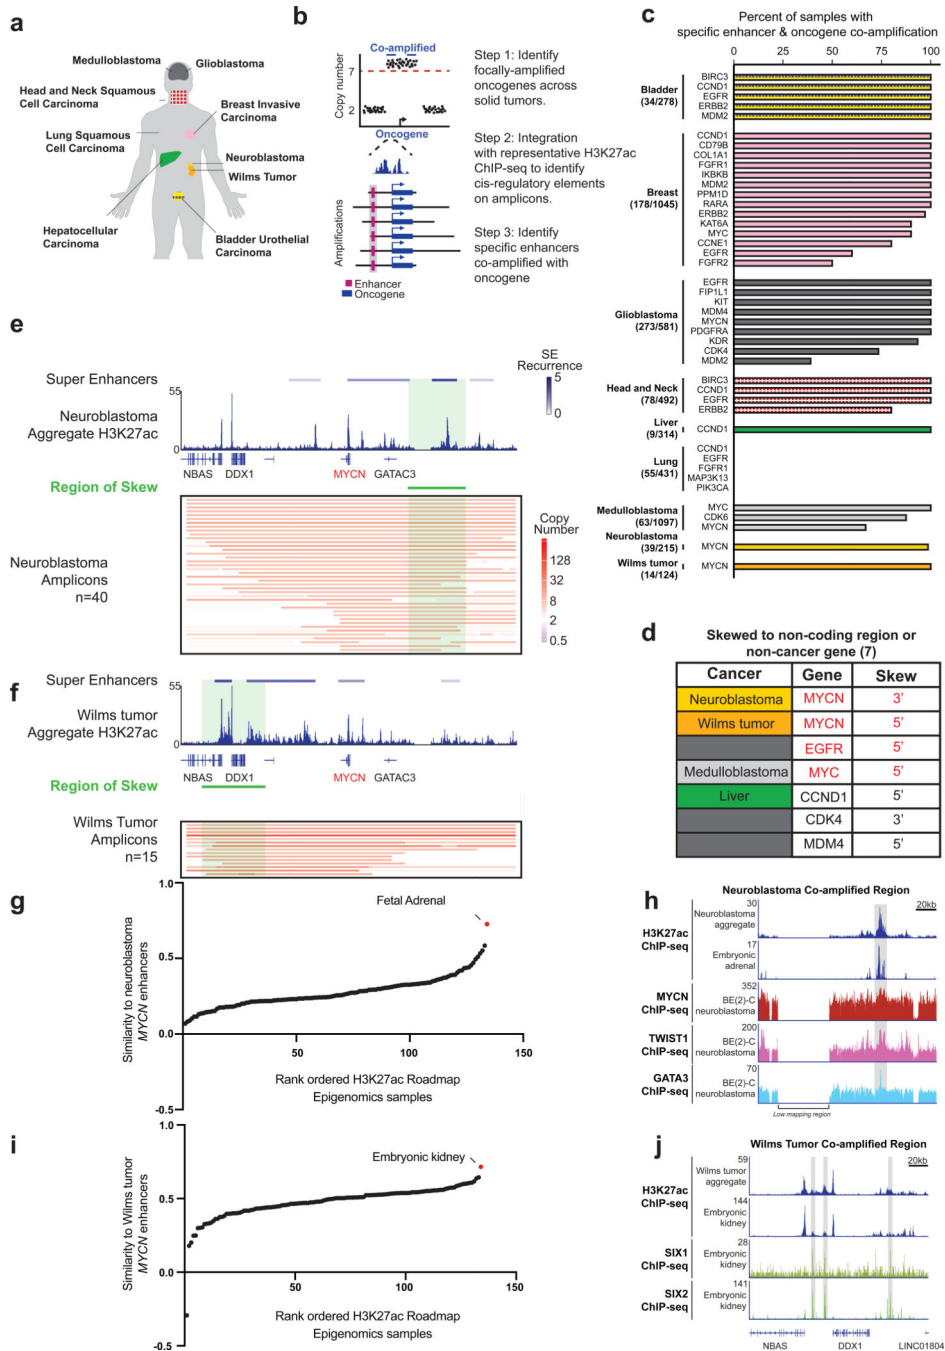 a
Medulloblastoma
Glioblastoma
Head and Neck Squamous
Cell Carcinoma
Breast Invasive
Carcinoma
Lung Squamous
Cell Carcinoma
Neuroblastoma
Wilms Tumor
Hepatocellular
Carcinoma
Bladder Urothelial
Carcinoma
b
Co-amplified
Copy number
7
2
Oncogene
Amplifications
Enhancer
Oncogene
Step 1: Identify
focally-amplified
oncogenes across
solid tumors.
Step 2: Integration
with representative H3K27ac
ChIP-seq to identify
cis-regulatory elements
on amplicons.
Step 3: Identify
specific enhancers
co-amplified with
oncogene
c
Percent of samples with
specific enhancer & oncogene co-amplification
0 25 50 75 100
Bladder
(34/278)
BIRC3
CCND1
EGFR
ERBB2
MDM2
Breast
(178/1045)
CCND1
CD79B
COL1A1
FGFR1
IKBKB
MDM2
PPM1D
RARA
ERBB2
KAT6A
MYC
CCNE1
EGFR
FGFR2
Glioblastoma
(273/581)
EGFR
FIP1L1
KIT
MDM4
MYCN
PDGFRA
KDR
CDK4
MDM2
Head and Neck
(78/492)
BIRC3
CCND1
EGFR
ERBB2
Liver
(9/314)
CCND1
Lung
(55/431)
CCND1
EGFR
FGFR1
MAP3K13
PIK3CA
Medulloblastoma
(63/1097)
MYC
CDK6
MYCN
Neuroblastoma
(39/215)
MYCN
Wilms tumor
(14/124)
MYCN
d
Skewed to non-coding region or
non-cancer gene (7)
Cancer Gene Skew
Neuroblastoma MYCN 3'
Wilms tumor MYCN 5'
EGFR 5'
Medulloblastoma MYC 5'
Liver CCND1 5'
CDK4 3'
MDM4 5'
e
Super Enhancers
SE
Recurrence
5
0
55
0
Neuroblastoma
Aggregate H3K27ac
NBAS DDX1 MYCN GATAC3
Region of Skew
Neuroblastoma
Amplicons
n=40
Copy
Number
128
32
8
2
0.5
f
Super Enhancers
55
0
Wilms tumor
Aggregate H3K27ac
NBAS DDX1 MYCN GATAC3
Region of Skew
Wilms Tumor
Amplicons
n=15
g
Similarity to neuroblastoma
MYCN enhancers
1.0
0.5
0.0
-0.5
50 100 150
Fetal Adrenal
Rank ordered H3K27ac Roadmap
Epigenomics samples
h
Neuroblastoma Co-amplified Region
20kb
H3K27ac
ChIP-seq
30
Neuroblastoma
aggregate
17
Embryonic
adrenal
MYCN
ChIP-seq
352
BE(2)-C
neuroblastoma
TWIST1
ChIP-seq
200
BE(2)-C
neuroblastoma
GATA3
ChIP-seq
70
BE(2)-C
neuroblastoma
Low mapping region
i
Similarity to Wilms tumor
MYCN enhancers
1.0
0.5
0.0
-0.5
50 100 150
Embryonic kidney
Rank ordered H3K27ac Roadmap
Epigenomics samples
j
Wilms Tumor Co-amplified Region
20kb
H3K27ac
ChIP-seq
59
Wilms tumor
aggregate
144
Embryonic
kidney
SIX1
ChIP-seq
28
Embryonic
kidney
SIX2
ChIP-seq
141
Embryonic
kidney
NBAS DDX1 LINC01804